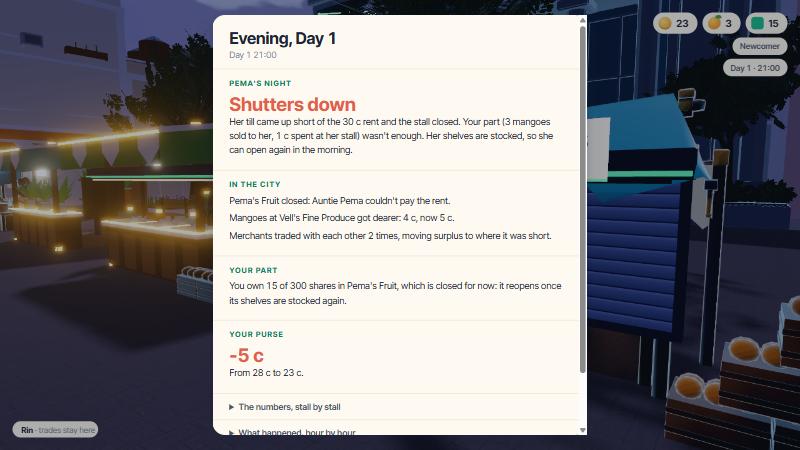 Evening, Day 1
Day 1 21:00
PEMA'S NIGHT
Shutters down
Her till came up short of the 30 c rent and the stall closed. Your part (3 mangoes
sold to her, 1 c spent at her stall) wasn't enough. Her shelves are stocked, so she
can open again in the morning.
IN THE CITY
Pema's Fruit closed: Auntie Pema couldn't pay the rent.
Mangoes at Vell's Fine Produce got dearer: 4 c, now 5 c.
Merchants traded with each other 2 times, moving surplus to where it was short.
YOUR PART
You own 15 of 300 shares in Pema's Fruit, which is closed for now: it reopens once
its shelves are stocked again.
YOUR PURSE
-5 c
From 28 c to 23 c.
The numbers, stall by stall
What happened, hour by hour
23
3
15
Newcomer
Day 1 · 21:00
Rin · trades stay here